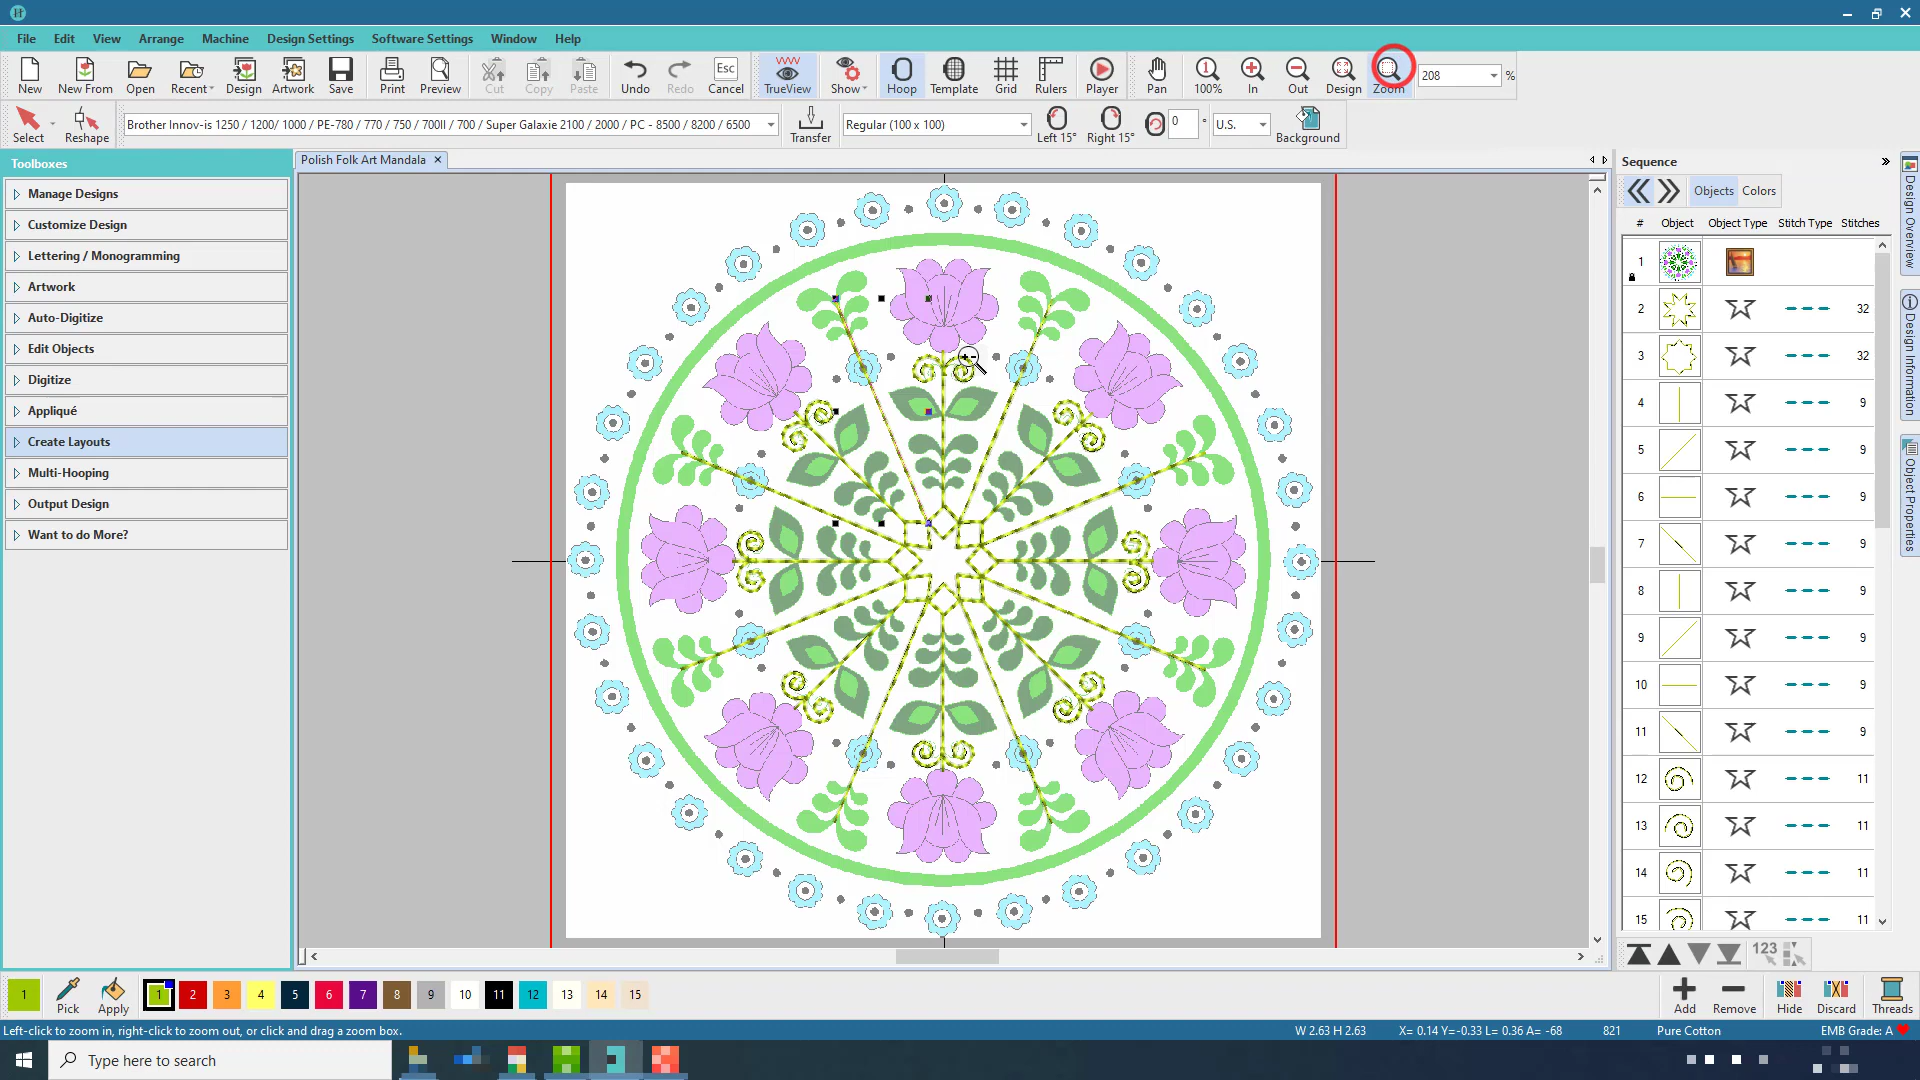 File Edit View Arrange Machine Design Settings Software Settings Window Help
New New From Open Recent Design Artwork Save Print Preview Cut Copy Paste Undo Redo Esc Cancel TrueView Show Hoop Template Grid Rulers Player Pan 1 100% In Out Design Zoom 208 %
Select Reshape Brother Innov-is 1250 / 1200/ 1000 / PE-780 / 770 / 750 / 700II / 700 / Super Galaxie 2100 / 2000 / PC - 8500 / 8200 / 6500 Transfer Regular (100 x 100) Left 15° Right 15° 0 ° U.S. Background
Toolboxes
Manage Designs
Customize Design
Lettering / Monogramming
Artwork
Auto-Digitize
Edit Objects
Digitize
Appliqué
Create Layouts
Multi-Hooping
Output Design
Want to do More?
Polish Folk Art Mandala
Sequence
Objects Colors
# Object Object Type Stitch Type Stitches
1
2 32
3 32
4 9
5 9
6 9
7 9
8 9
9 9
10 9
11 9
12 11
13 11
14 11
15 11
123
Design Overview
Design Information
Object Properties
1 Pick Apply 1 2 3 4 5 6 7 8 9 10 11 12 13 14 15 Add Remove Hide Discard Threads
Left-click to zoom in, right-click to zoom out, or click and drag a zoom box. W 2.63 H 2.63 X= 0.14 Y=-0.33 L= 0.36 A= -68 821 Pure Cotton EMB Grade: A
Type here to search